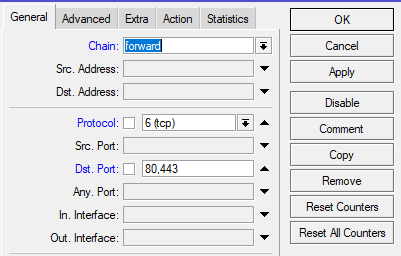 General Advanced Extra Action Statistics
OK
Chain: forward
Cancel
Src. Address:
Apply
Dst. Address:
Disable
Protocol: 6 (tcp)
Comment
Src. Port:
Copy
Dst. Port: 80,443
Remove
Any. Port:
In. Interface:
Reset Counters
Out. Interface:
Reset All Counters